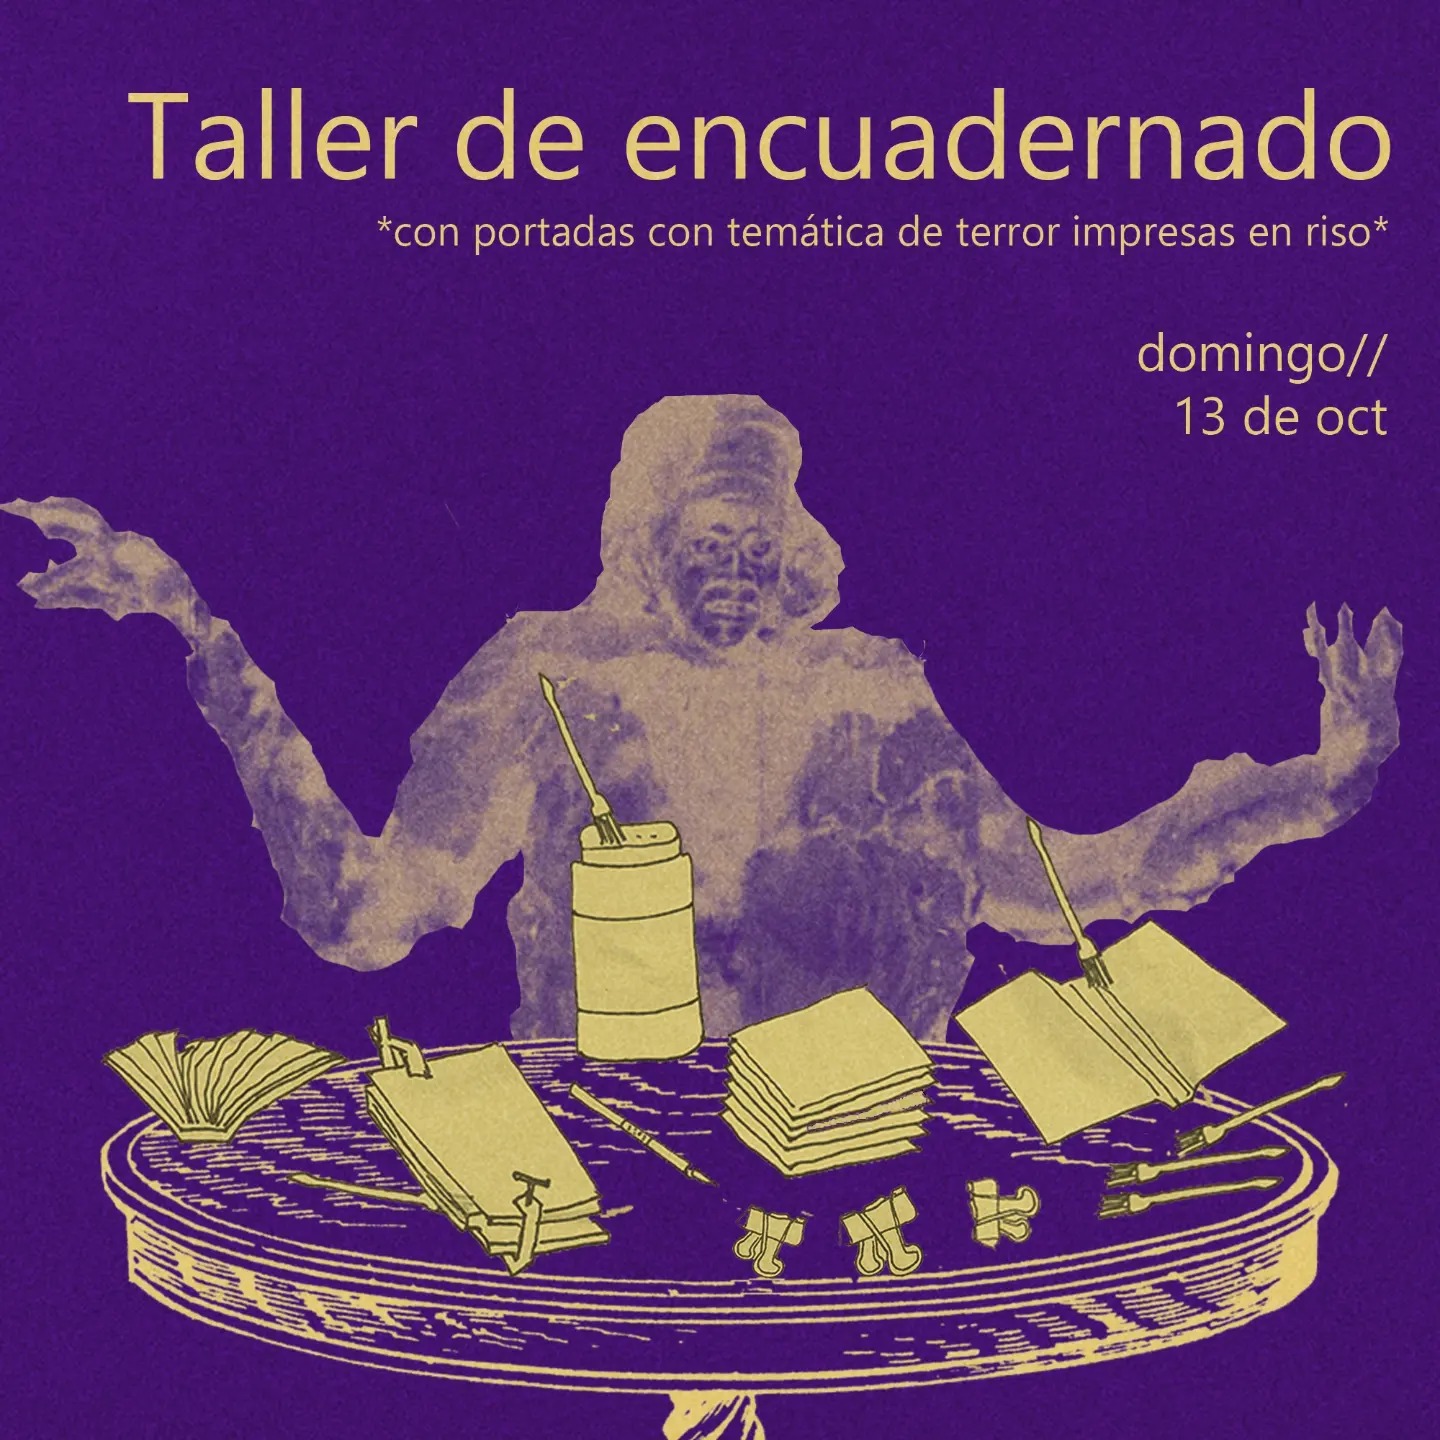 Taller de encuadernado
*con portadas con temática de terror impresas en riso*
domingo//
13 de oct